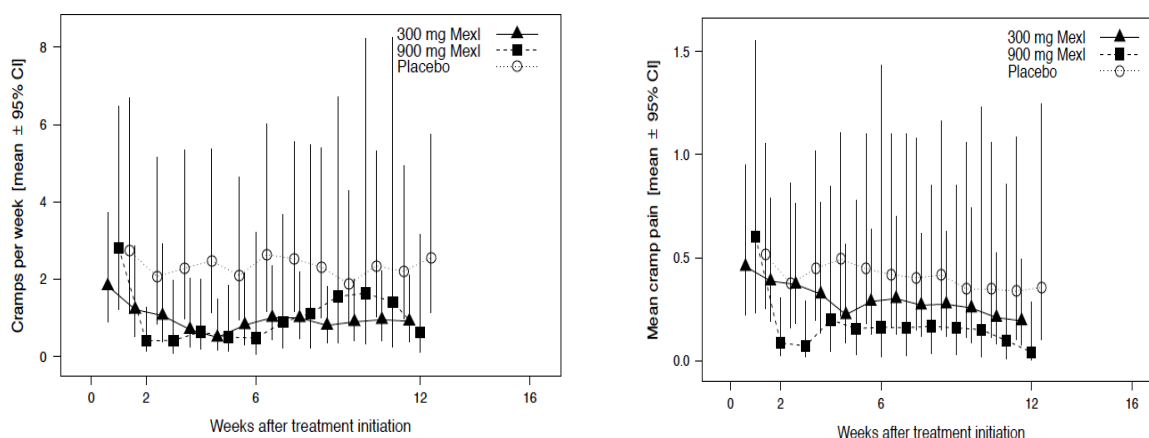 Cramps per week [mean ± 95% CI]
8
6
4
2
0
300 mg Mexl
900 mg Mexl
Placebo
0 2 6 12 16
Weeks after treatment initiation
Mean cramp pain [mean ± 95% CI]
1.5
1.0
0.5
0.0
300 mg Mexl
900 mg Mexl
Placebo
0 2 6 12 16
Weeks after treatment initiation